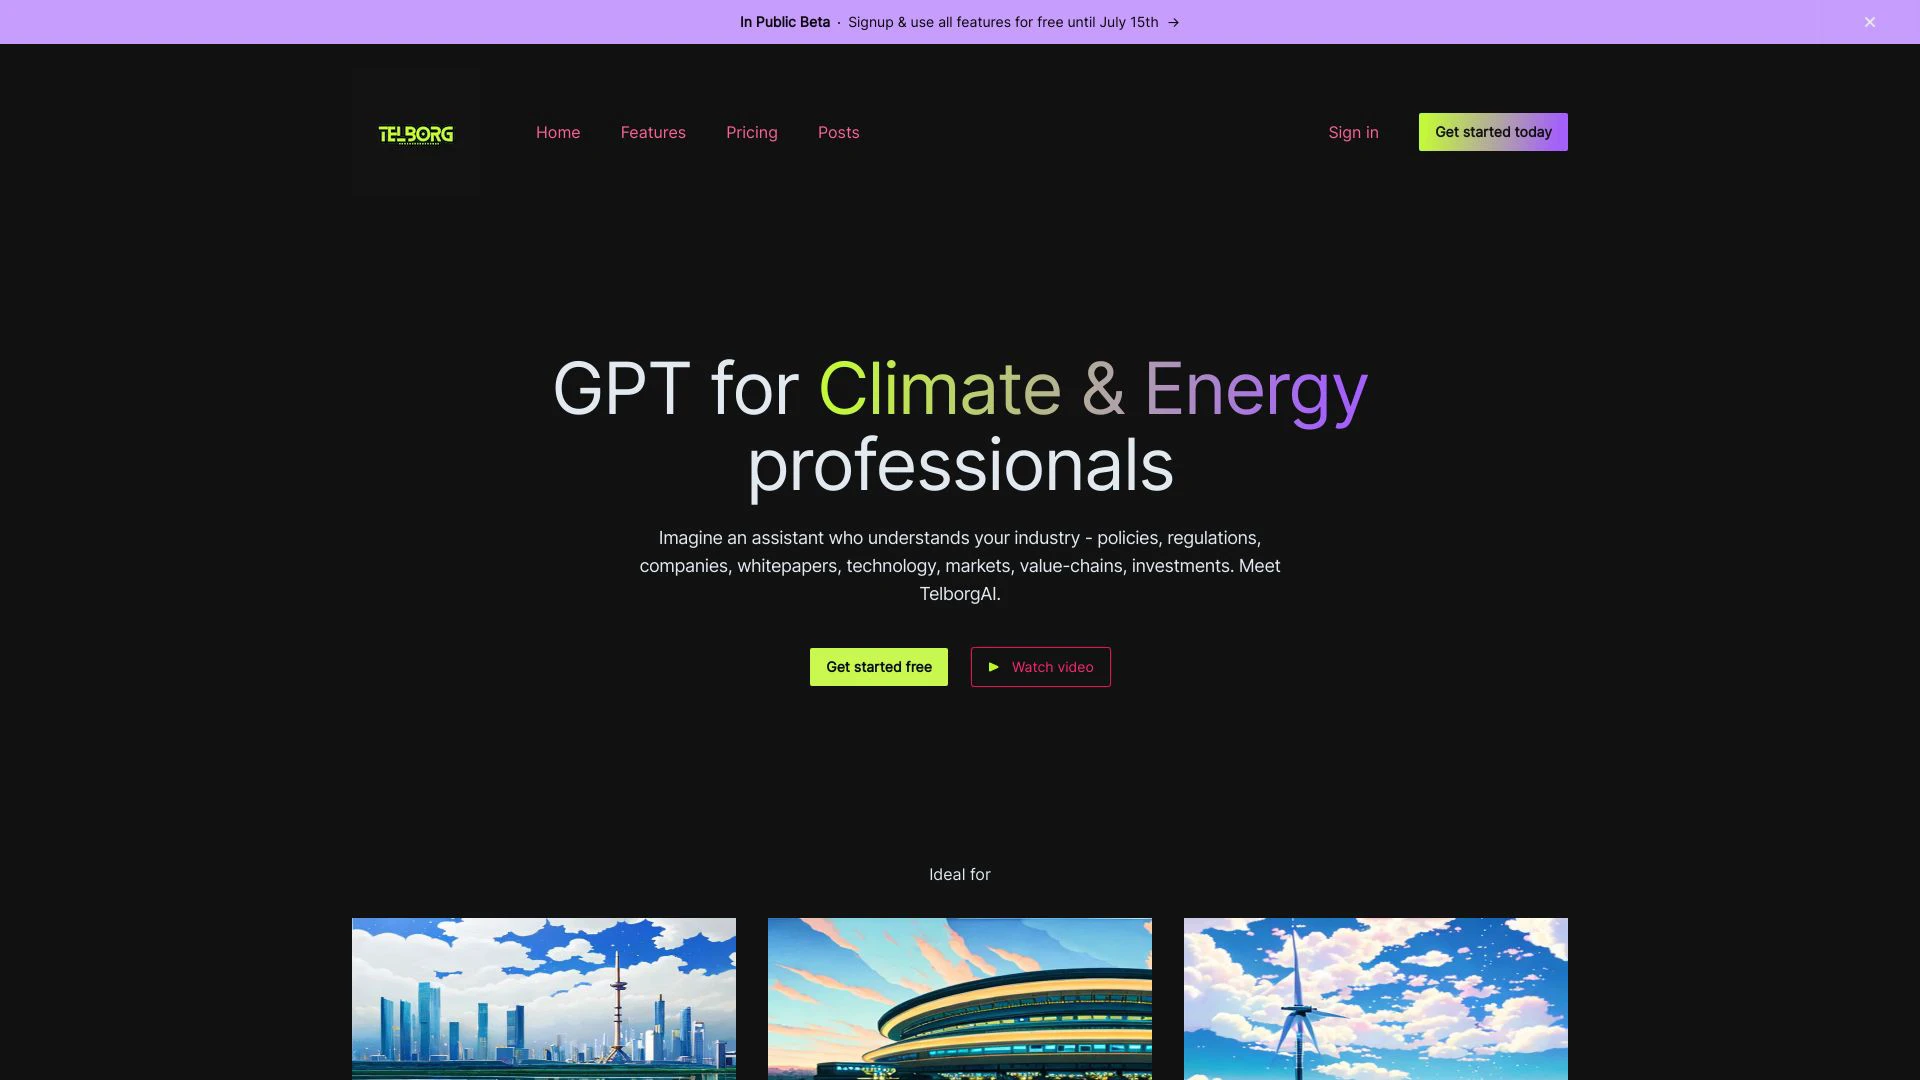 In Public Beta · Signup & use all features for free until July 15th →
TELBORG
Home
Features
Pricing
Posts
Sign in
Get started today
GPT for Climate & Energy
professionals
Imagine an assistant who understands your industry - policies, regulations,
companies, whitepapers, technology, markets, value-chains, investments. Meet
TelborgAI.
Get started free
Watch video
Ideal for